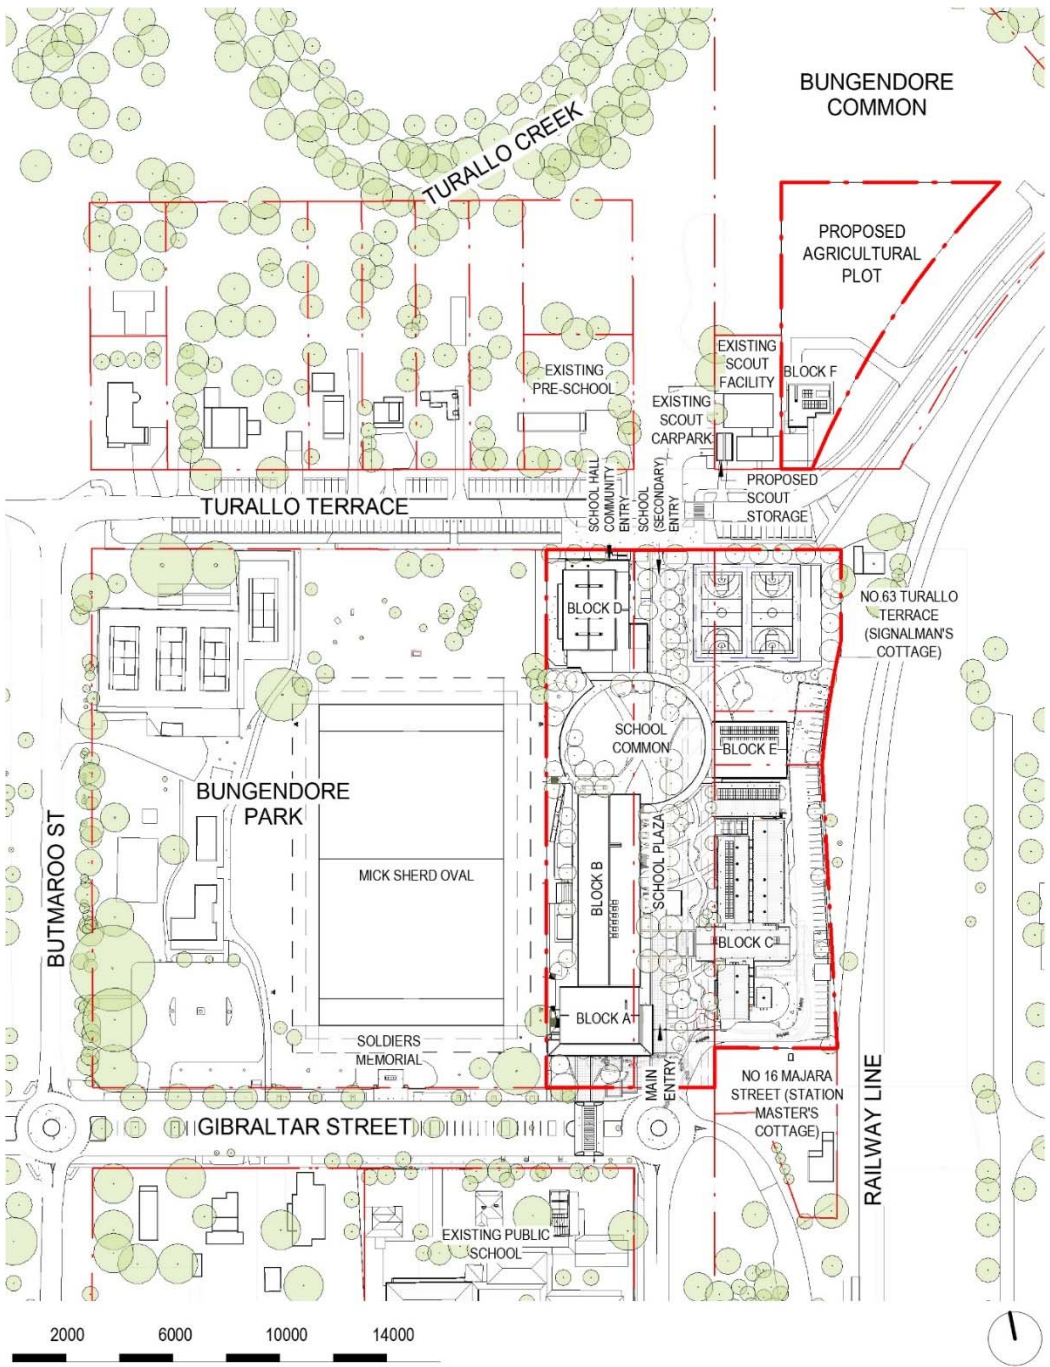 BUNGENDORE
COMMON
TURALLO CREEK
PROPOSED
AGRICULTURAL
PLOT
EXISTING
SCOUT
FACILITY
BLOCK F
EXISTING
PRE-SCHOOL
EXISTING
SCOUT
CARPARK
PROPOSED
SCOUT
STORAGE
SCHOOL HALL
COMMUNITY
ENTRY
SCHOOL
(SECONDARY)
ENTRY
TURALLO TERRACE
NO.63 TURALLO
TERRACE
(SIGNALMAN'S
COTTAGE)
BLOCK D
SCHOOL
COMMON
BLOCK E
BUNGENDORE
PARK
BUTMAROO ST
MICK SHERD OVAL
BLOCK B
SCHOOL PLAZA
BLOCK C
BLOCK A
SOLDIERS
MEMORIAL
MAIN
ENTRY
NO 16 MAJARA
STREET (STATION
MASTER'S
COTTAGE)
RAILWAY LINE
GIBRALTAR STREET
EXISTING PUBLIC
SCHOOL
2000 6000 10000 14000